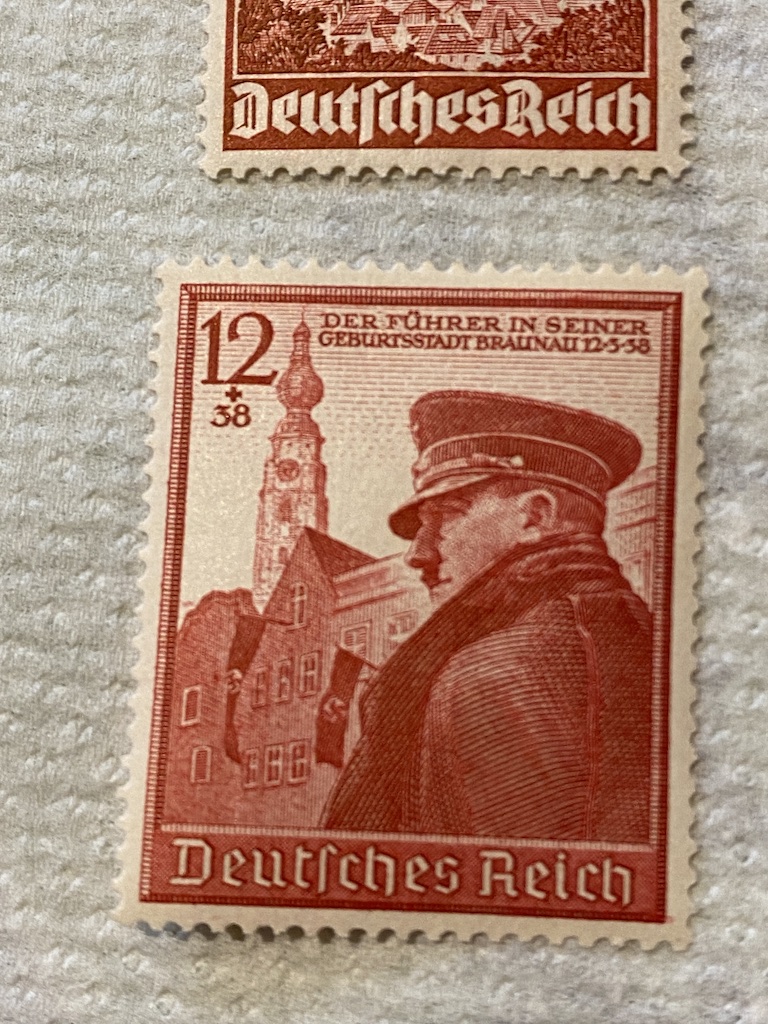 Deutſches Reich
12
+
38
DER FÜHRER IN SEINER
GEBURTSSTADT BRAUNAU 12·3·38
Deutſches Reich